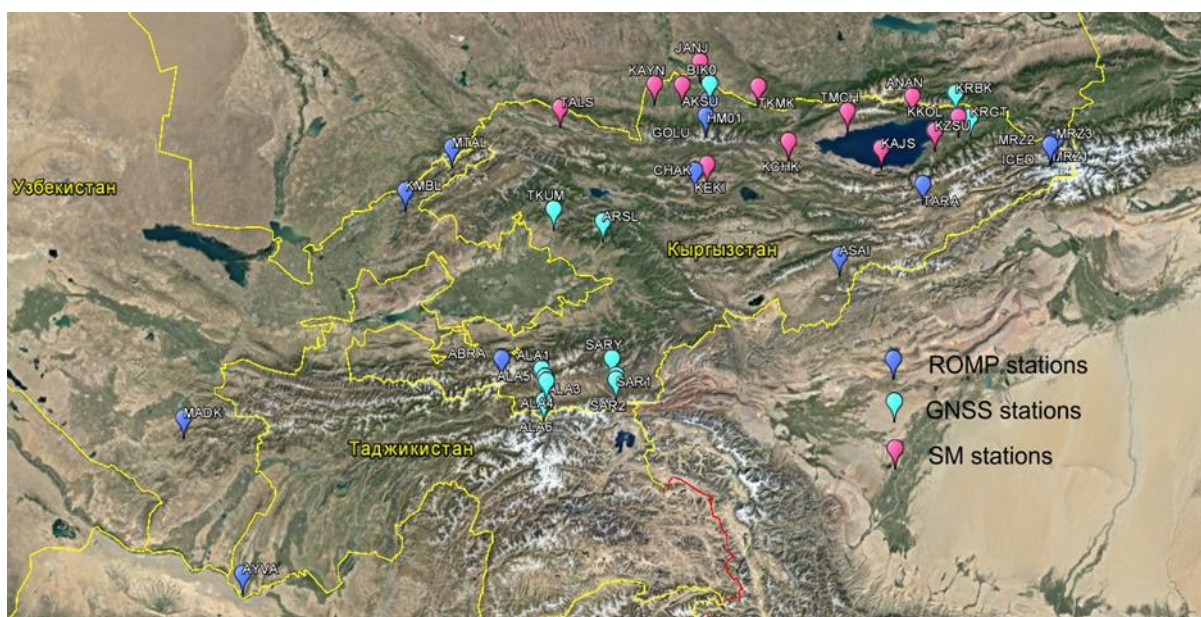 JANJ
KAYN
BIK0
TALS
AKSU
TKMK
TMCH
ANAN
KRBK
KKOL
KRGT
GOLU
HM01
KZSU
MTAL
KCHK
KAJS
MRZ2
MRZ3
ICED
MRZ1
Узбекистан
KMBL
CHAK
KEKI
TARA
TKUM
ARSL
Кыргызстан
ASAI
ABRA
ALA1
SARY
ROMP stations
ALA5
ALA3
SAR1
GNSS stations
ALA4
SAR2
MADK
ALA6
Таджикистан
SM stations
AYVA